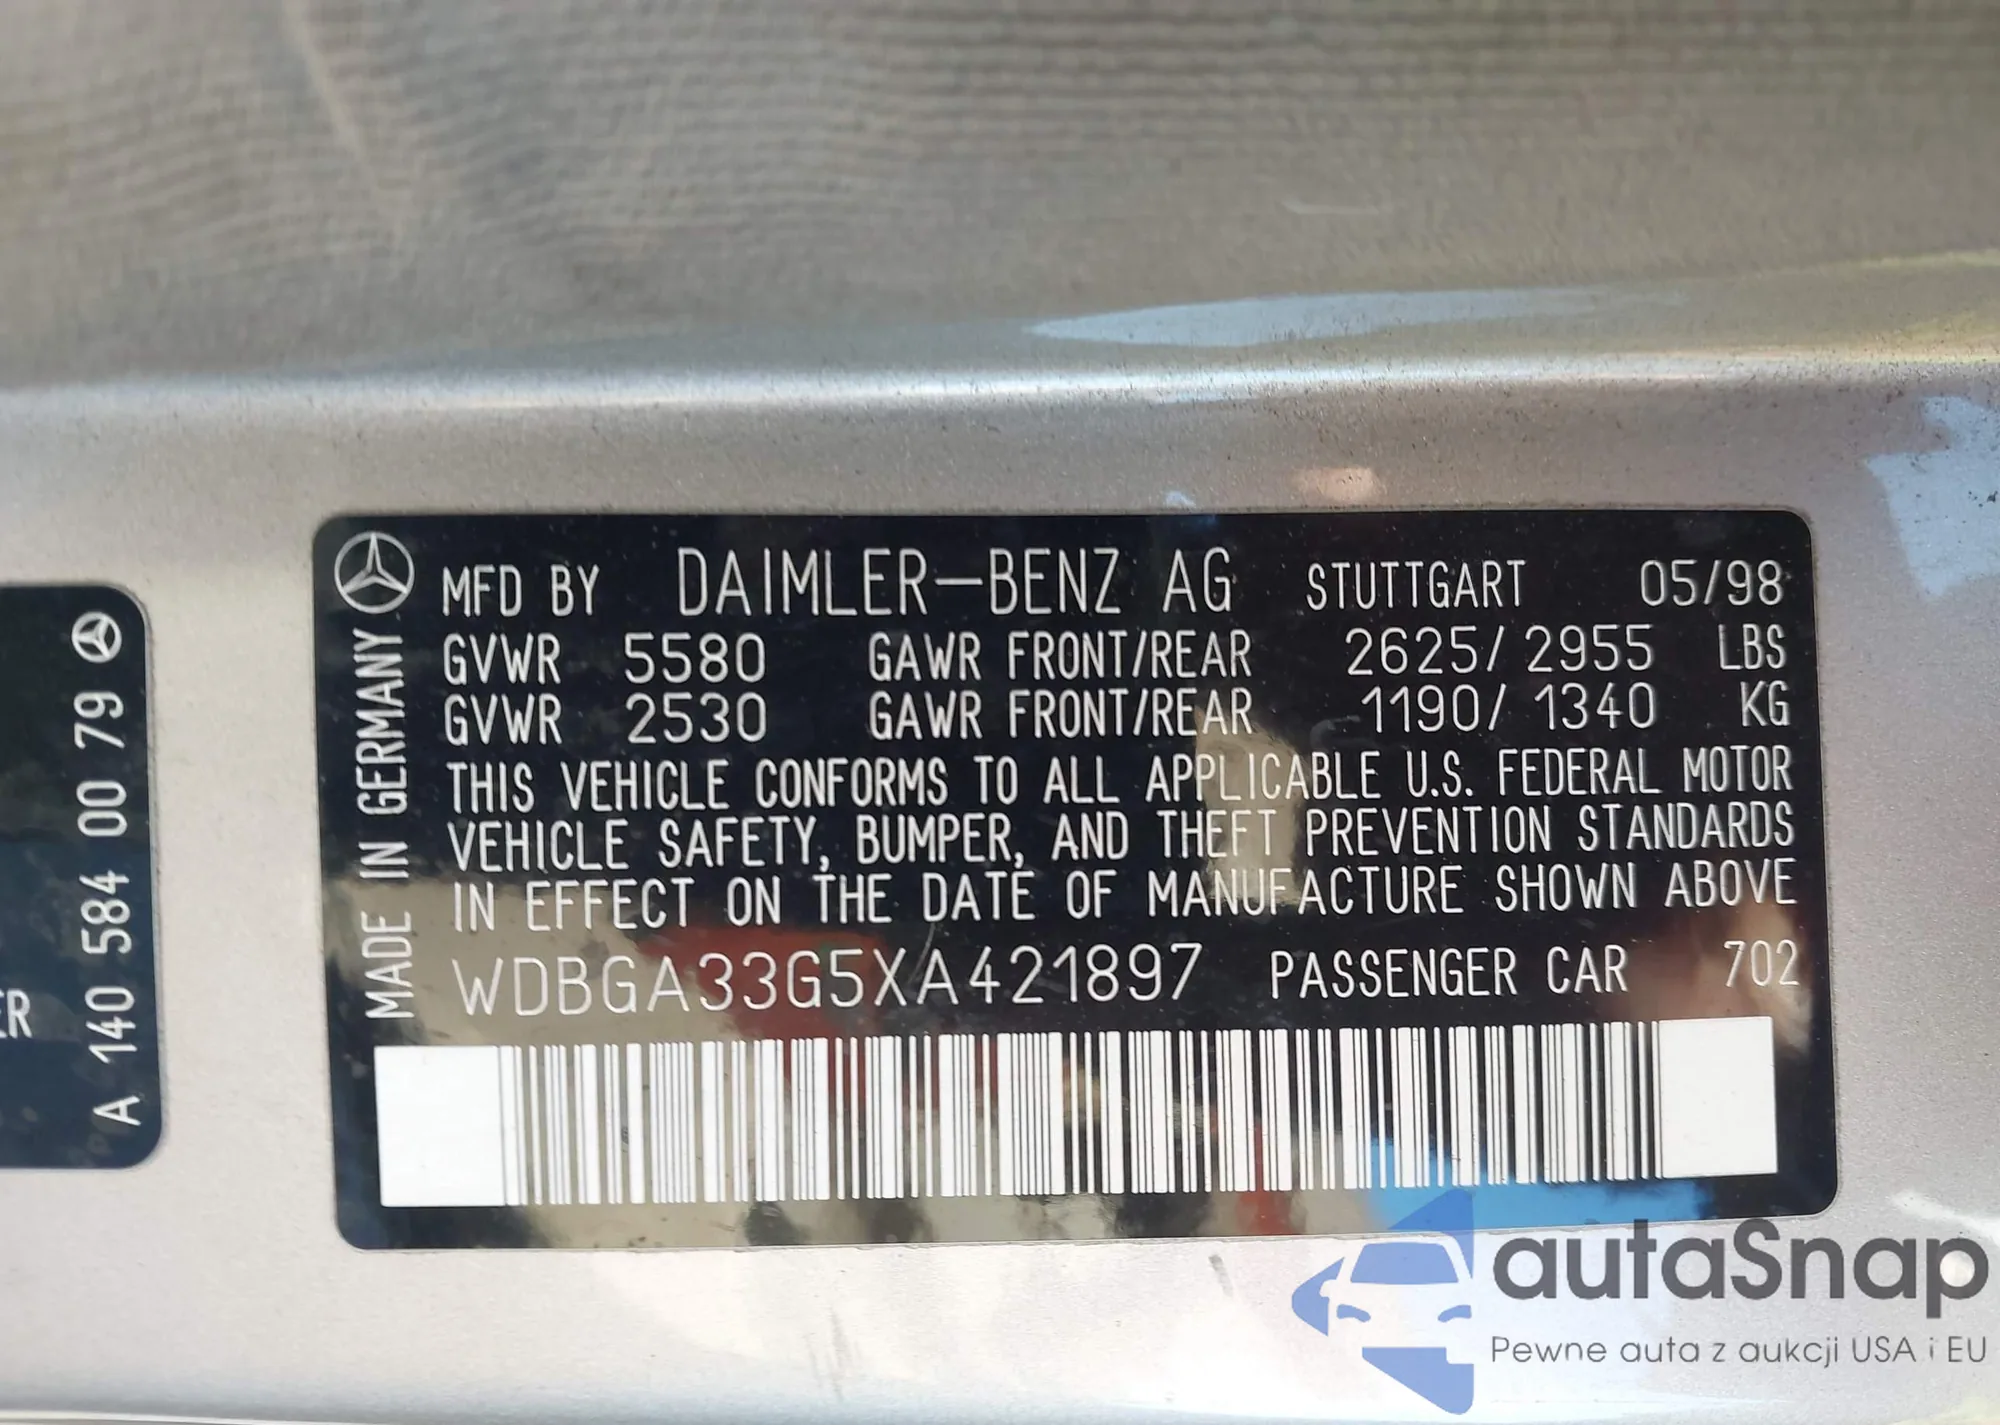 MFD BY DAIMLER-BENZ AG STUTTGART 05/98
GVWR 5580 GAWR FRONT/REAR 2625/2955 LBS
GVWR 2530 GAWR FRONT/REAR 1190/1340 KG
THIS VEHICLE CONFORMS TO ALL APPLICABLE U.S. FEDERAL MOTOR
VEHICLE SAFETY, BUMPER, AND THEFT PREVENTION STANDARDS
IN EFFECT ON THE DATE OF MANUFACTURE SHOWN ABOVE
WDBGA33G5XA421897 PASSENGER CAR 702
MADE IN GERMANY
A 140 584 00 79
autaSnap
Pewne auta z aukcji USA i EU